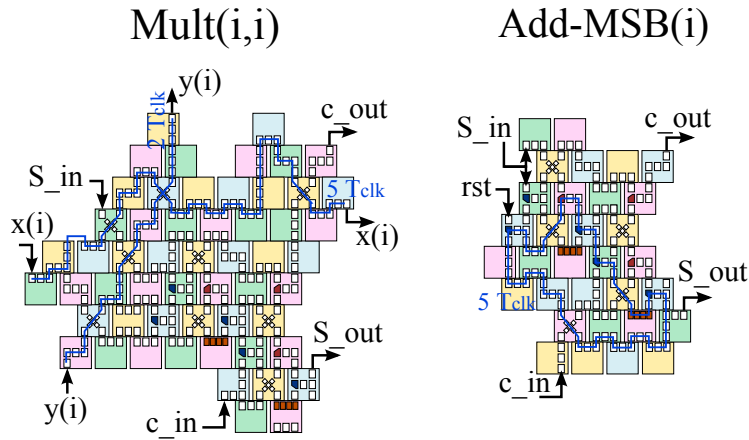 Mult(i,i)
Add-MSB(i)
y(i)
2 Tclk
c_out
S_in
5 Tclk
x(i)
x(i)
S_out
y(i)
c_in
S_in
c_out
rst
S_out
5 Tclk
c_in